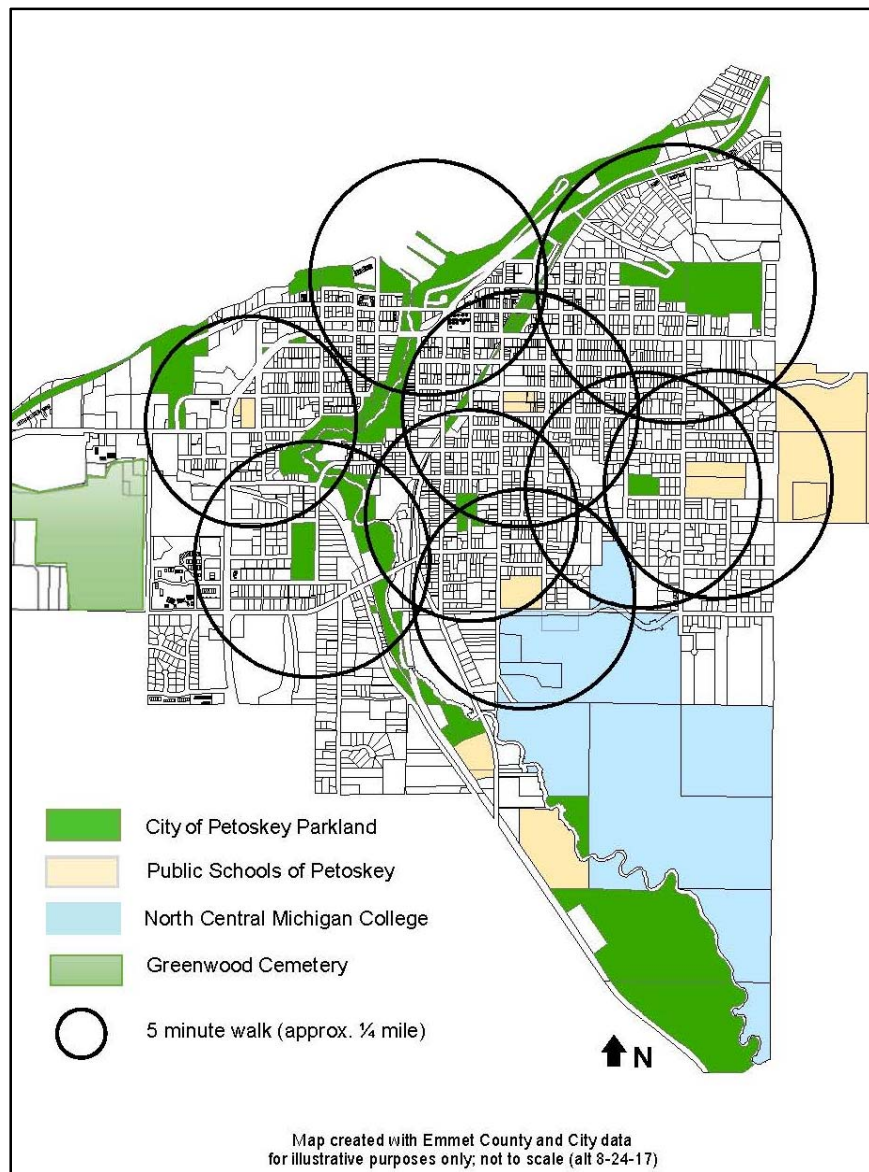 City of Petoskey Parkland
Public Schools of Petoskey
North Central Michigan College
Greenwood Cemetery
5 minute walk (approx. ¼ mile)
N
Map created with Emmet County and City data
for illustrative purposes only; not to scale (alt 8-24-17)